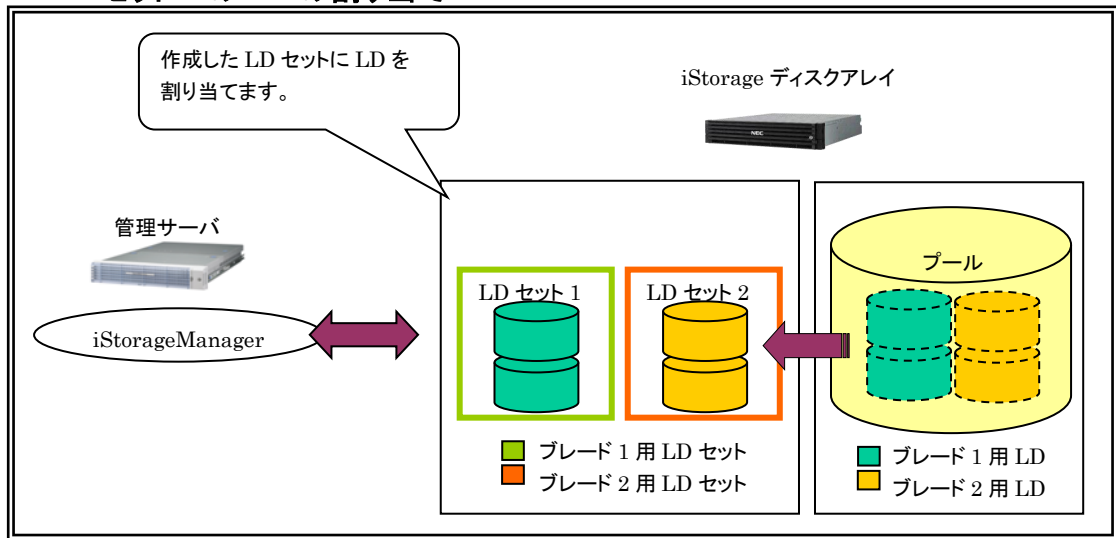 作成した LD セットに LD を
割り当てます。
iStorage ディスクアレイ
NEC
管理サーバ
iStorageManager
LD セット 1
LD セット 2
プール
ブレード 1 用 LD セット
ブレード 2 用 LD セット
ブレード 1 用 LD
ブレード 2 用 LD